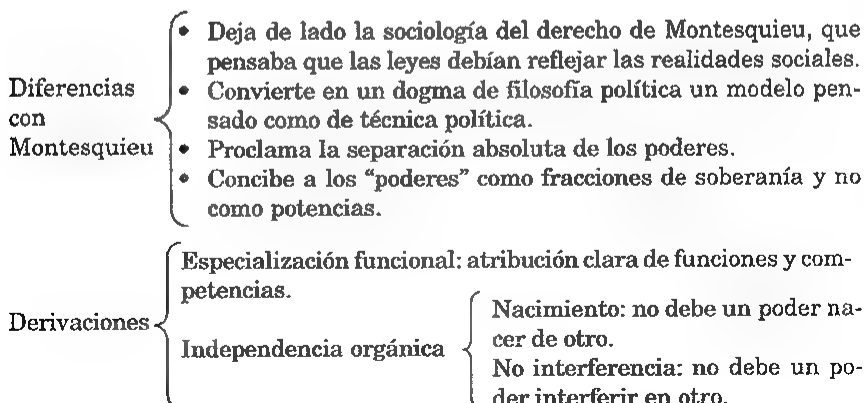 Diferencias
con
Montesquieu
• Deja de lado la sociología del derecho de Montesquieu, que
pensaba que las leyes debían reflejar las realidades sociales.
• Convierte en un dogma de filosofía política un modelo pen-
sado como de técnica política.
• Proclama la separación absoluta de los poderes.
• Concibe a los “poderes” como fracciones de soberanía y no
como potencias.
Derivaciones
Especialización funcional: atribución clara de funciones y com-
petencias.
Independencia orgánica
Nacimiento: no debe un poder na-
cer de otro.
No interferencia: no debe un po-
der interferir en otro.